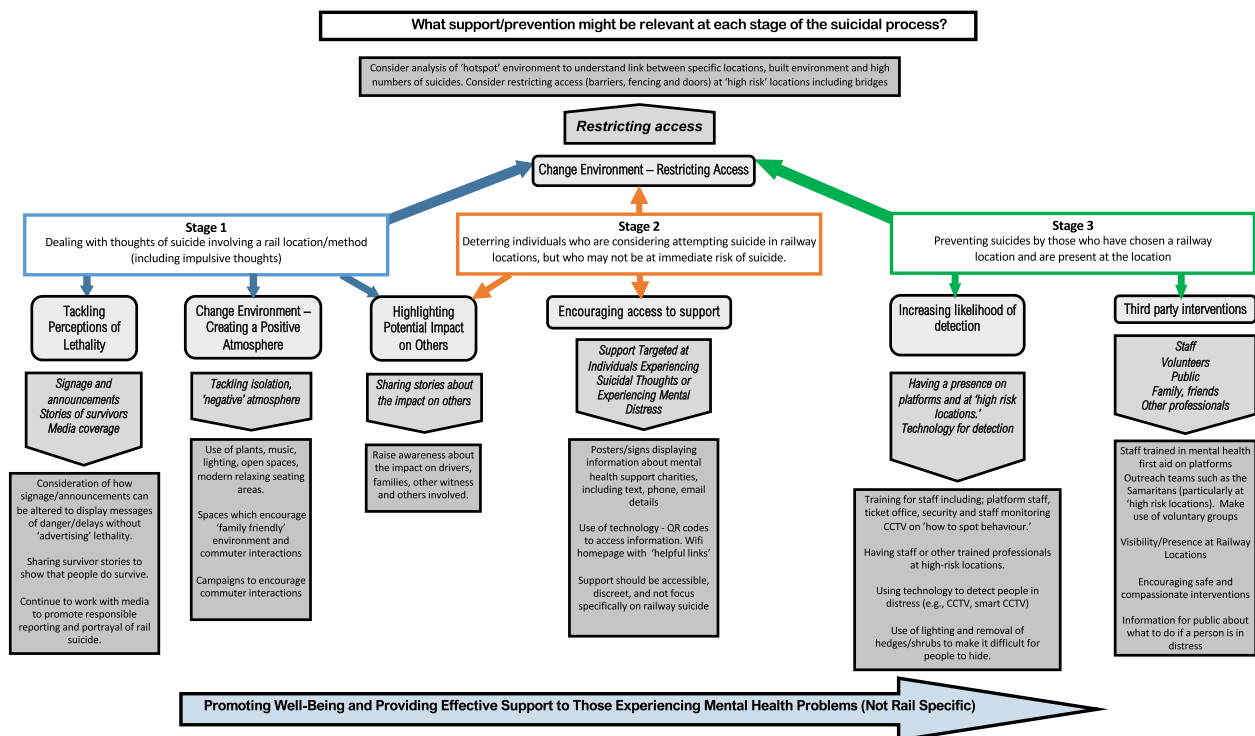 What support/prevention might be relevant at each stage of the suicidal process?
Consider analysis of 'hotspot' environment to understand link between specific locations, built environment and high
numbers of suicides. Consider restricting access (barriers, fencing and doors) at 'high risk' locations including bridges
Restricting access
Change Environment – Restricting Access
Stage 1
Dealing with thoughts of suicide involving a rail location/method
(including impulsive thoughts)
Stage 2
Deterring individuals who are considering attempting suicide in railway
locations, but who may not be at immediate risk of suicide.
Stage 3
Preventing suicides by those who have chosen a railway
location and are present at the location
Tackling
Perceptions of
Lethality
Signage and
announcements
Stories of survivors
Media coverage
Consideration of how
signage/announcements can
be altered to display messages
of danger/delays without
'advertising' lethality.
Sharing survivor stories to
show that people do survive.
Continue to work with media
to promote responsible
reporting and portrayal of rail
suicide.
Change Environment –
Creating a Positive
Atmosphere
Tackling isolation,
'negative' atmosphere
Use of plants, music,
lighting, open spaces,
modern relaxing seating
areas.
Spaces which encourage
'family friendly'
environment and
commuter interactions
Campaigns to encourage
commuter interactions
Highlighting
Potential Impact
on Others
Sharing stories about
the impact on others
Raise awareness about
the impact on drivers,
families, other witness
and others involved.
Encouraging access to support
Support Targeted at
Individuals Experiencing
Suicidal Thoughts or
Experiencing Mental
Distress
Posters/signs displaying
information about mental
health support charities,
including text, phone, email
details
Use of technology - QR codes
to access information. Wifi
homepage with 'helpful links'
Support should be accessible,
discreet, and not focus
specifically on railway suicide
Increasing likelihood of
detection
Having a presence on
platforms and at 'high risk
locations.'
Technology for detection
Training for staff including; platform staff,
ticket office, security and staff monitoring
CCTV on 'how to spot behaviour.'
Having staff or other trained professionals
at high-risk locations.
Using technology to detect people in
distress (e.g., CCTV, smart CCTV)
Use of lighting and removal of
hedges/shrubs to make it difficult for
people to hide.
Third party interventions
Staff
Volunteers
Public
Family, friends
Other professionals
Staff trained in mental health
first aid on platforms
Outreach teams such as the
Samaritans (particularly at
'high risk locations). Make
use of voluntary groups
Visibility/Presence at Railway
Locations
Encouraging safe and
compassionate interventions
Information for public about
what to do if a person is in
distress
Promoting Well-Being and Providing Effective Support to Those Experiencing Mental Health Problems (Not Rail Specific)